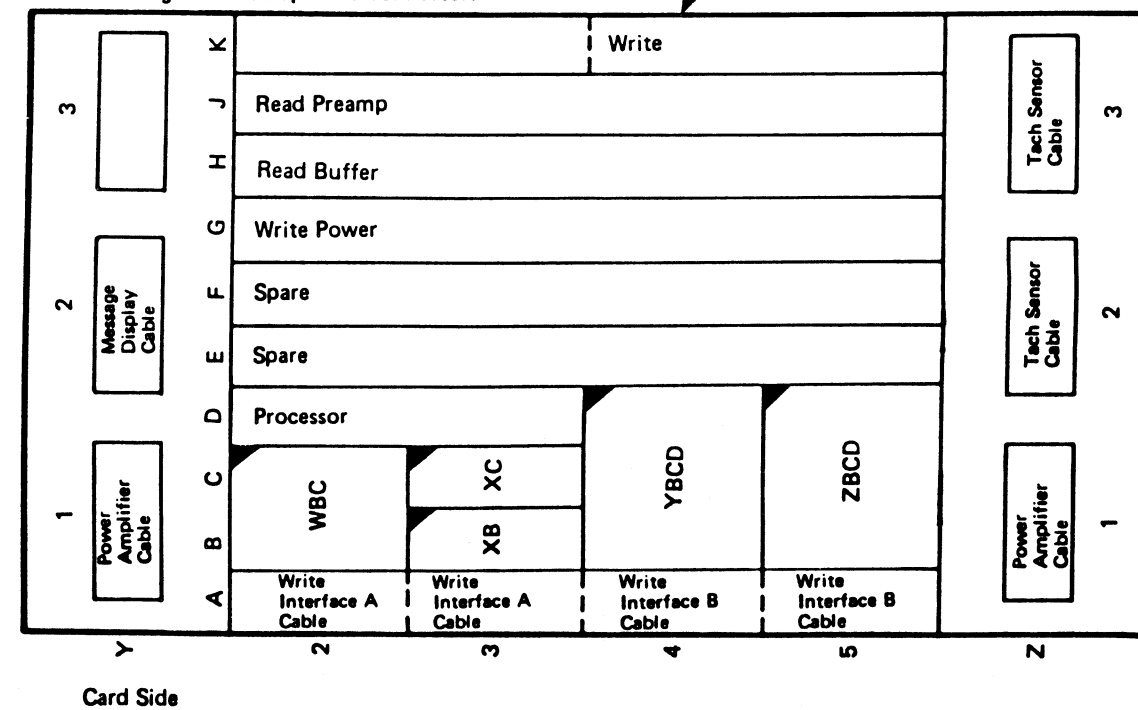 K
Write
3
J
Read Preamp
Tach Sensor
Cable
3
H
Read Buffer
G
Write Power
2
Message
Display
Cable
F
Spare
Tach Sensor
Cable
2
E
Spare
D
Processor
1
Power
Amplifier
Cable
C
WBC
XC
YBCD
ZBCD
Power
Amplifier
Cable
1
B
XB
A
Write
Interface A
Cable
Write
Interface A
Cable
Write
Interface B
Cable
Write
Interface B
Cable
Y
2
3
4
5
Z
Card Side